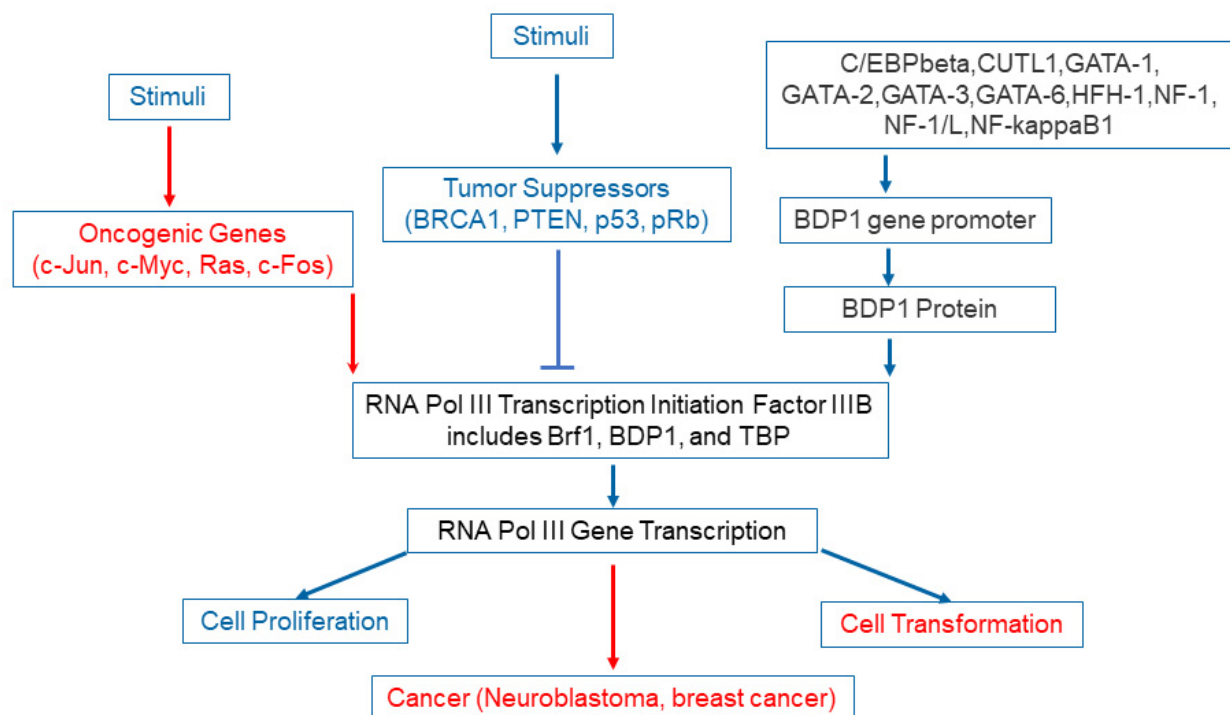 Stimuli
Stimuli
C/EBPbeta,CUTL1,GATA-1,
GATA-2,GATA-3,GATA-6,HFH-1,NF-1,
NF-1/L,NF-kappaB1
Tumor Suppressors
(BRCA1, PTEN, p53, pRb)
Oncogenic Genes
(c-Jun, c-Myc, Ras, c-Fos)
BDP1 gene promoter
BDP1 Protein
RNA Pol III Transcription Initiation Factor IIIB
includes Brf1, BDP1, and TBP
RNA Pol III Gene Transcription
Cell Proliferation
Cell Transformation
Cancer (Neuroblastoma, breast cancer)